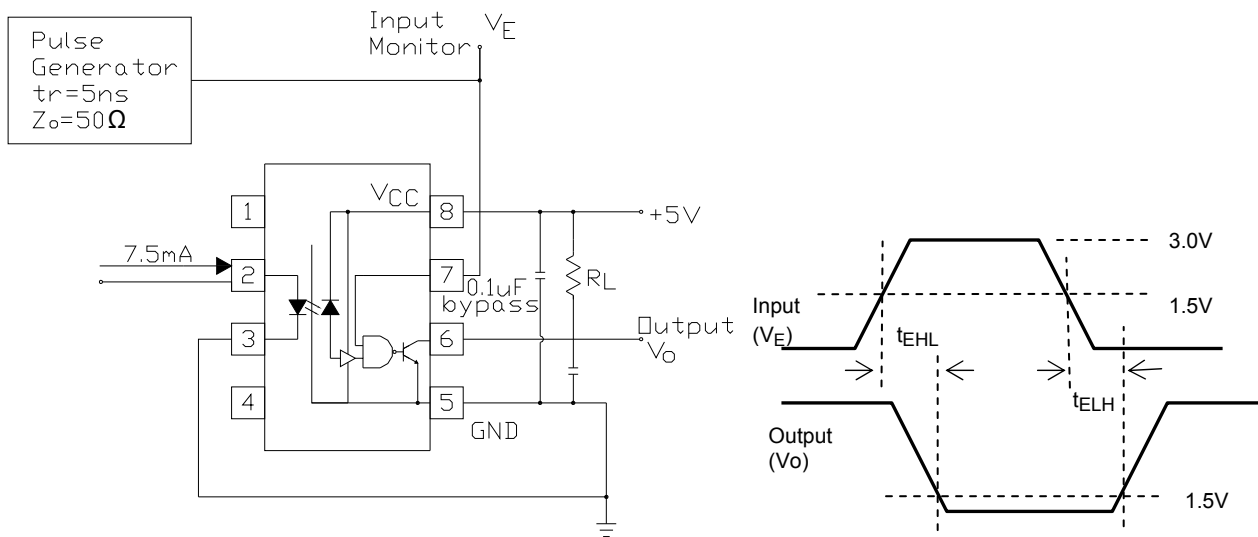 Pulse
Generator
tr=5ns
Zo=50Ω
Input
Monitor
VE
VCC
1
8
+5V
7.5mA
2
7
0.1uF
bypass
RL
3
6
Output
Vo
4
5
GND
3.0V
Input
(VE)
1.5V
tEHL
tELH
Output
(Vo)
1.5V